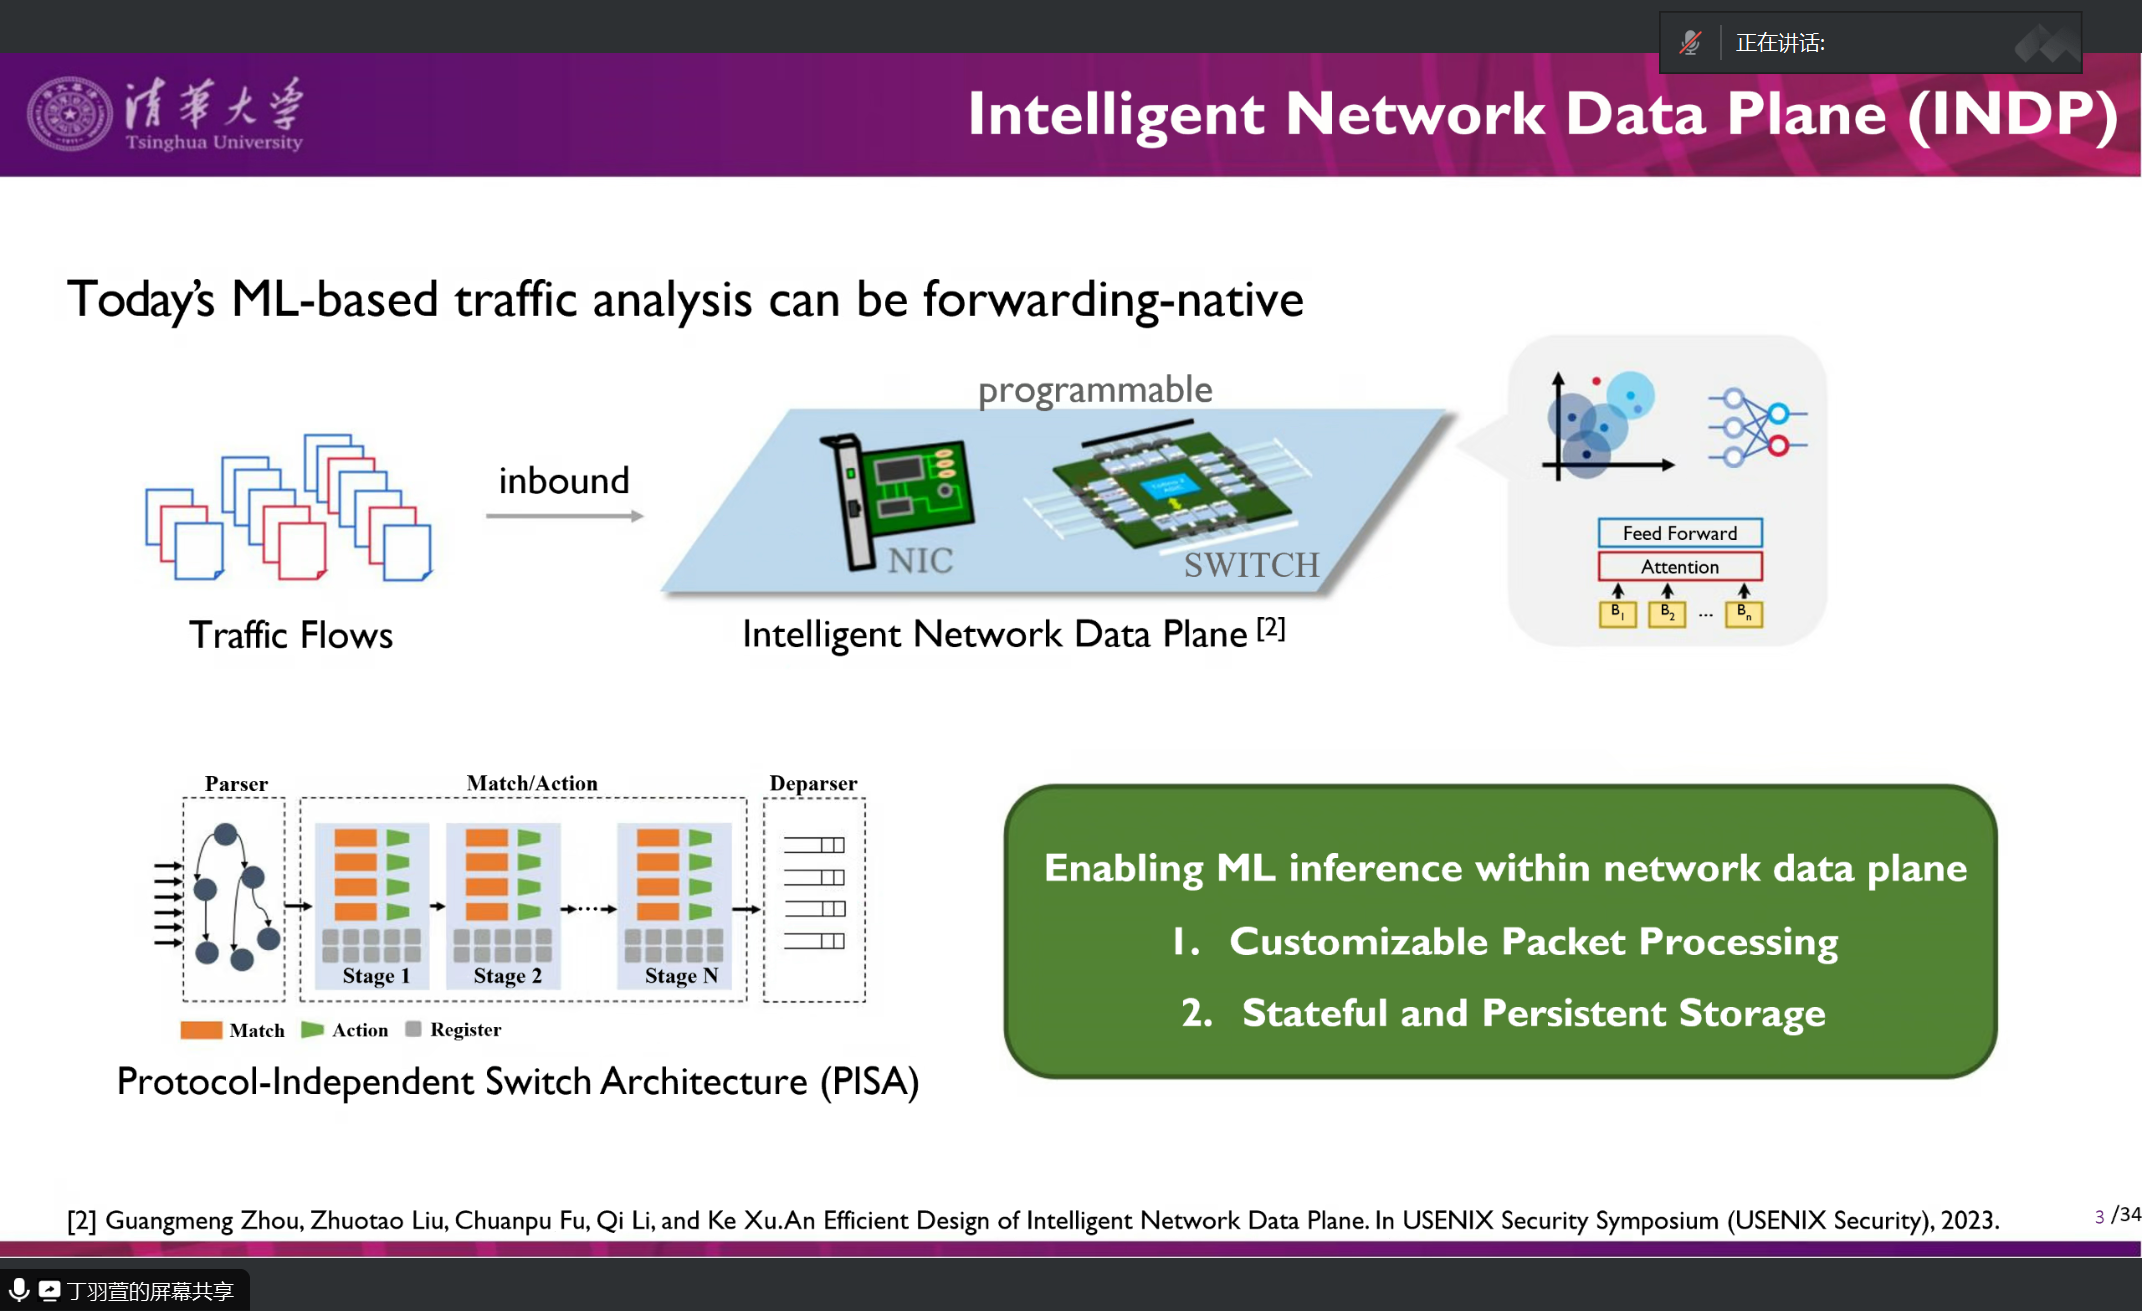 正在讲话:
清华大学
Tsinghua University
Intelligent Network Data Plane (INDP)
Today's ML-based traffic analysis can be forwarding-native
programmable
inbound
NIC
SWITCH
Feed Forward
Attention
B1 B2 ... Bn
Traffic Flows
Intelligent Network Data Plane [2]
Parser
Match/Action
Deparser
Stage 1
Stage 2
Stage N
Match Action Register
Protocol-Independent Switch Architecture (PISA)
Enabling ML inference within network data plane
1. Customizable Packet Processing
2. Stateful and Persistent Storage
[2] Guangmeng Zhou, Zhuotao Liu, Chuanpu Fu, Qi Li, and Ke Xu. An Efficient Design of Intelligent Network Data Plane. In USENIX Security Symposium (USENIX Security), 2023.
3 /34
丁羽萱的屏幕共享